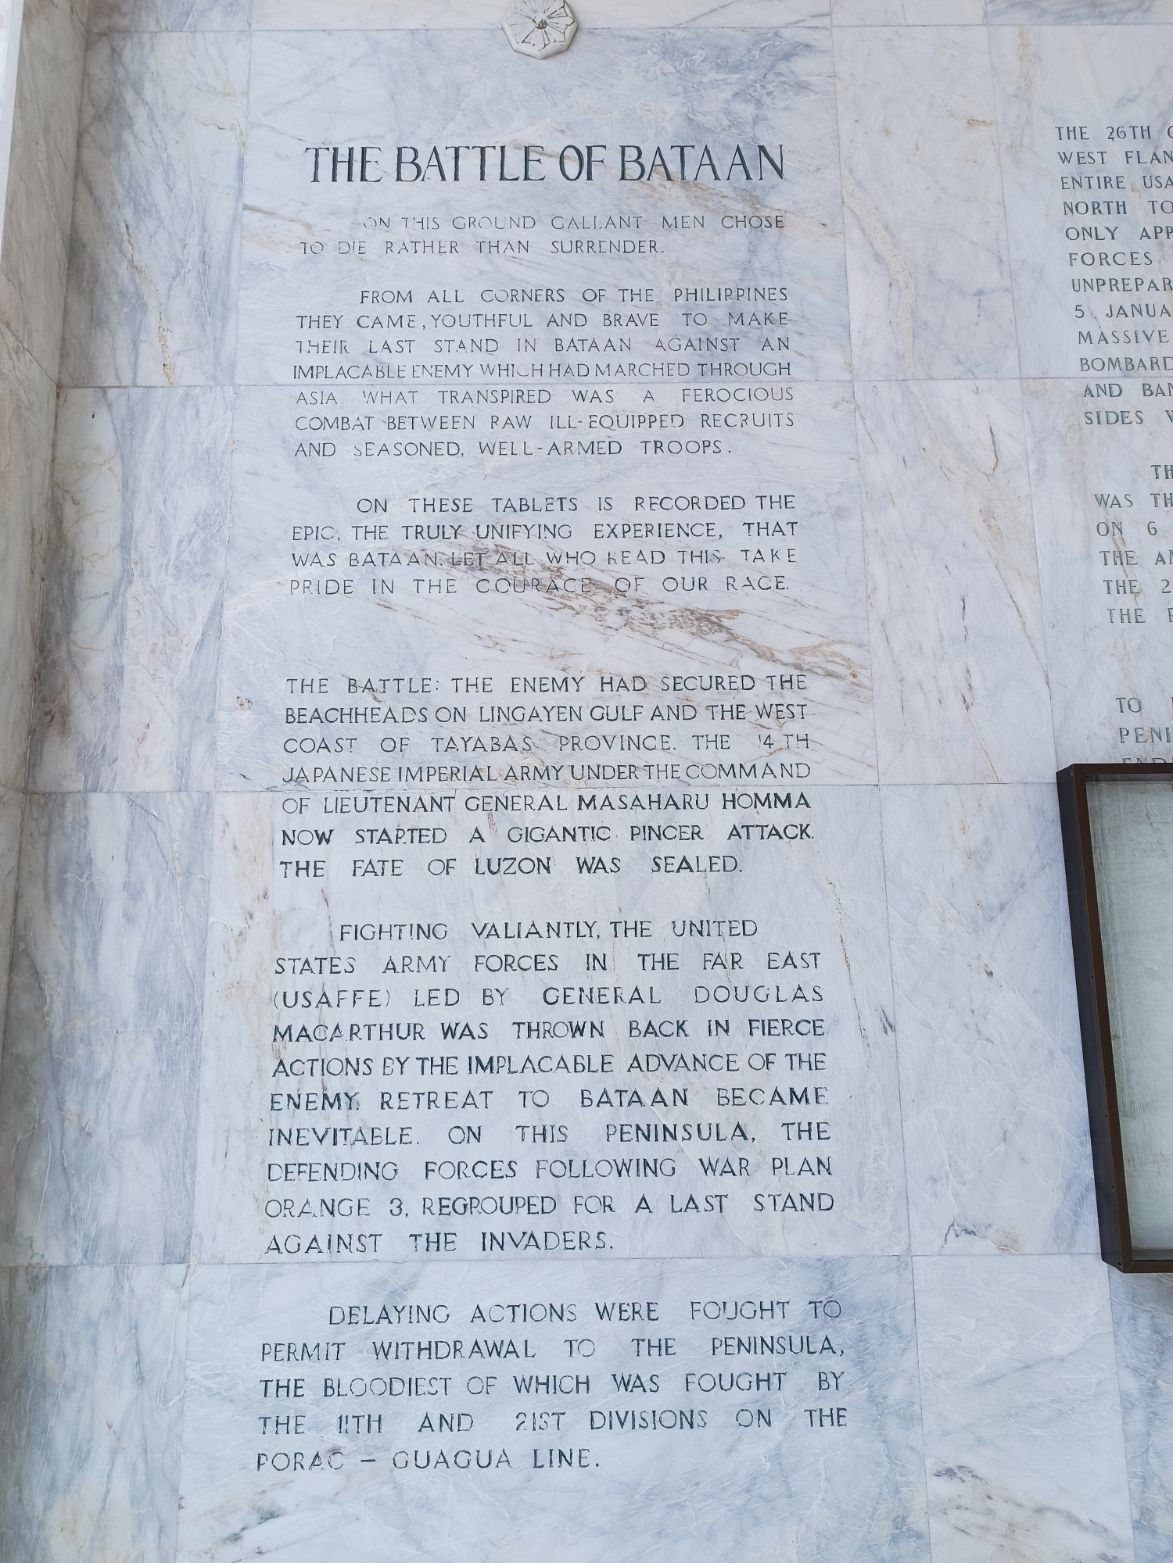 THE BATTLE OF BATAAN
ON THIS GROUND GALLANT MEN CHOSE
TO DIE RATHER THAN SURRENDER.
FROM ALL CORNERS OF THE PHILIPPINES
THEY CAME, YOUTHFUL AND BRAVE TO MAKE
THEIR LAST STAND IN BATAAN AGAINST AN
IMPLACABLE ENEMY WHICH HAD MARCHED THROUGH
ASIA WHAT TRANSPIRED WAS A FEROCIOUS
COMBAT BETWEEN RAW ILL-EQUIPPED RECRUITS
AND SEASONED, WELL-ARMED TROOPS.
ON THESE TABLETS IS RECORDED THE
EPIC, THE TRULY UNIFYING EXPERIENCE, THAT
WAS BATAAN. LET ALL WHO READ THIS TAKE
PRIDE IN THE COURAGE OF OUR RACE.
THE BATTLE: THE ENEMY HAD SECURED THE
BEACHHEADS ON LINGAYEN GULF AND THE WEST
COAST OF TAYABAS PROVINCE. THE 14TH
JAPANESE IMPERIAL ARMY UNDER THE COMMAND
OF LIEUTENANT GENERAL MASAHARU HOMMA
NOW STARTED A GIGANTIC PINCER ATTACK.
THE FATE OF LUZON WAS SEALED.
FIGHTING VALIANTLY, THE UNITED
STATES ARMY FORCES IN THE FAR EAST
(USAFFE) LED BY GENERAL DOUGLAS
MACARTHUR WAS THROWN BACK IN FIERCE
ACTIONS BY THE IMPLACABLE ADVANCE OF THE
ENEMY. RETREAT TO BATAAN BECAME
INEVITABLE. ON THIS PENINSULA, THE
DEFENDING FORCES FOLLOWING WAR PLAN
ORANGE 3, REGROUPED FOR A LAST STAND
AGAINST THE INVADERS.
DELAYING ACTIONS WERE FOUGHT TO
PERMIT WITHDRAWAL TO THE PENINSULA,
THE BLOODIEST OF WHICH WAS FOUGHT BY
THE 11TH AND 21ST DIVISIONS ON THE
PORAC - GUAGUA LINE.
THE 26TH
WEST
ENTIRE
NORTH
ONLY
FORCES
5 
MASSIVE
AND
SIDES
WAS
ON 6
THE
THE
THE
TO